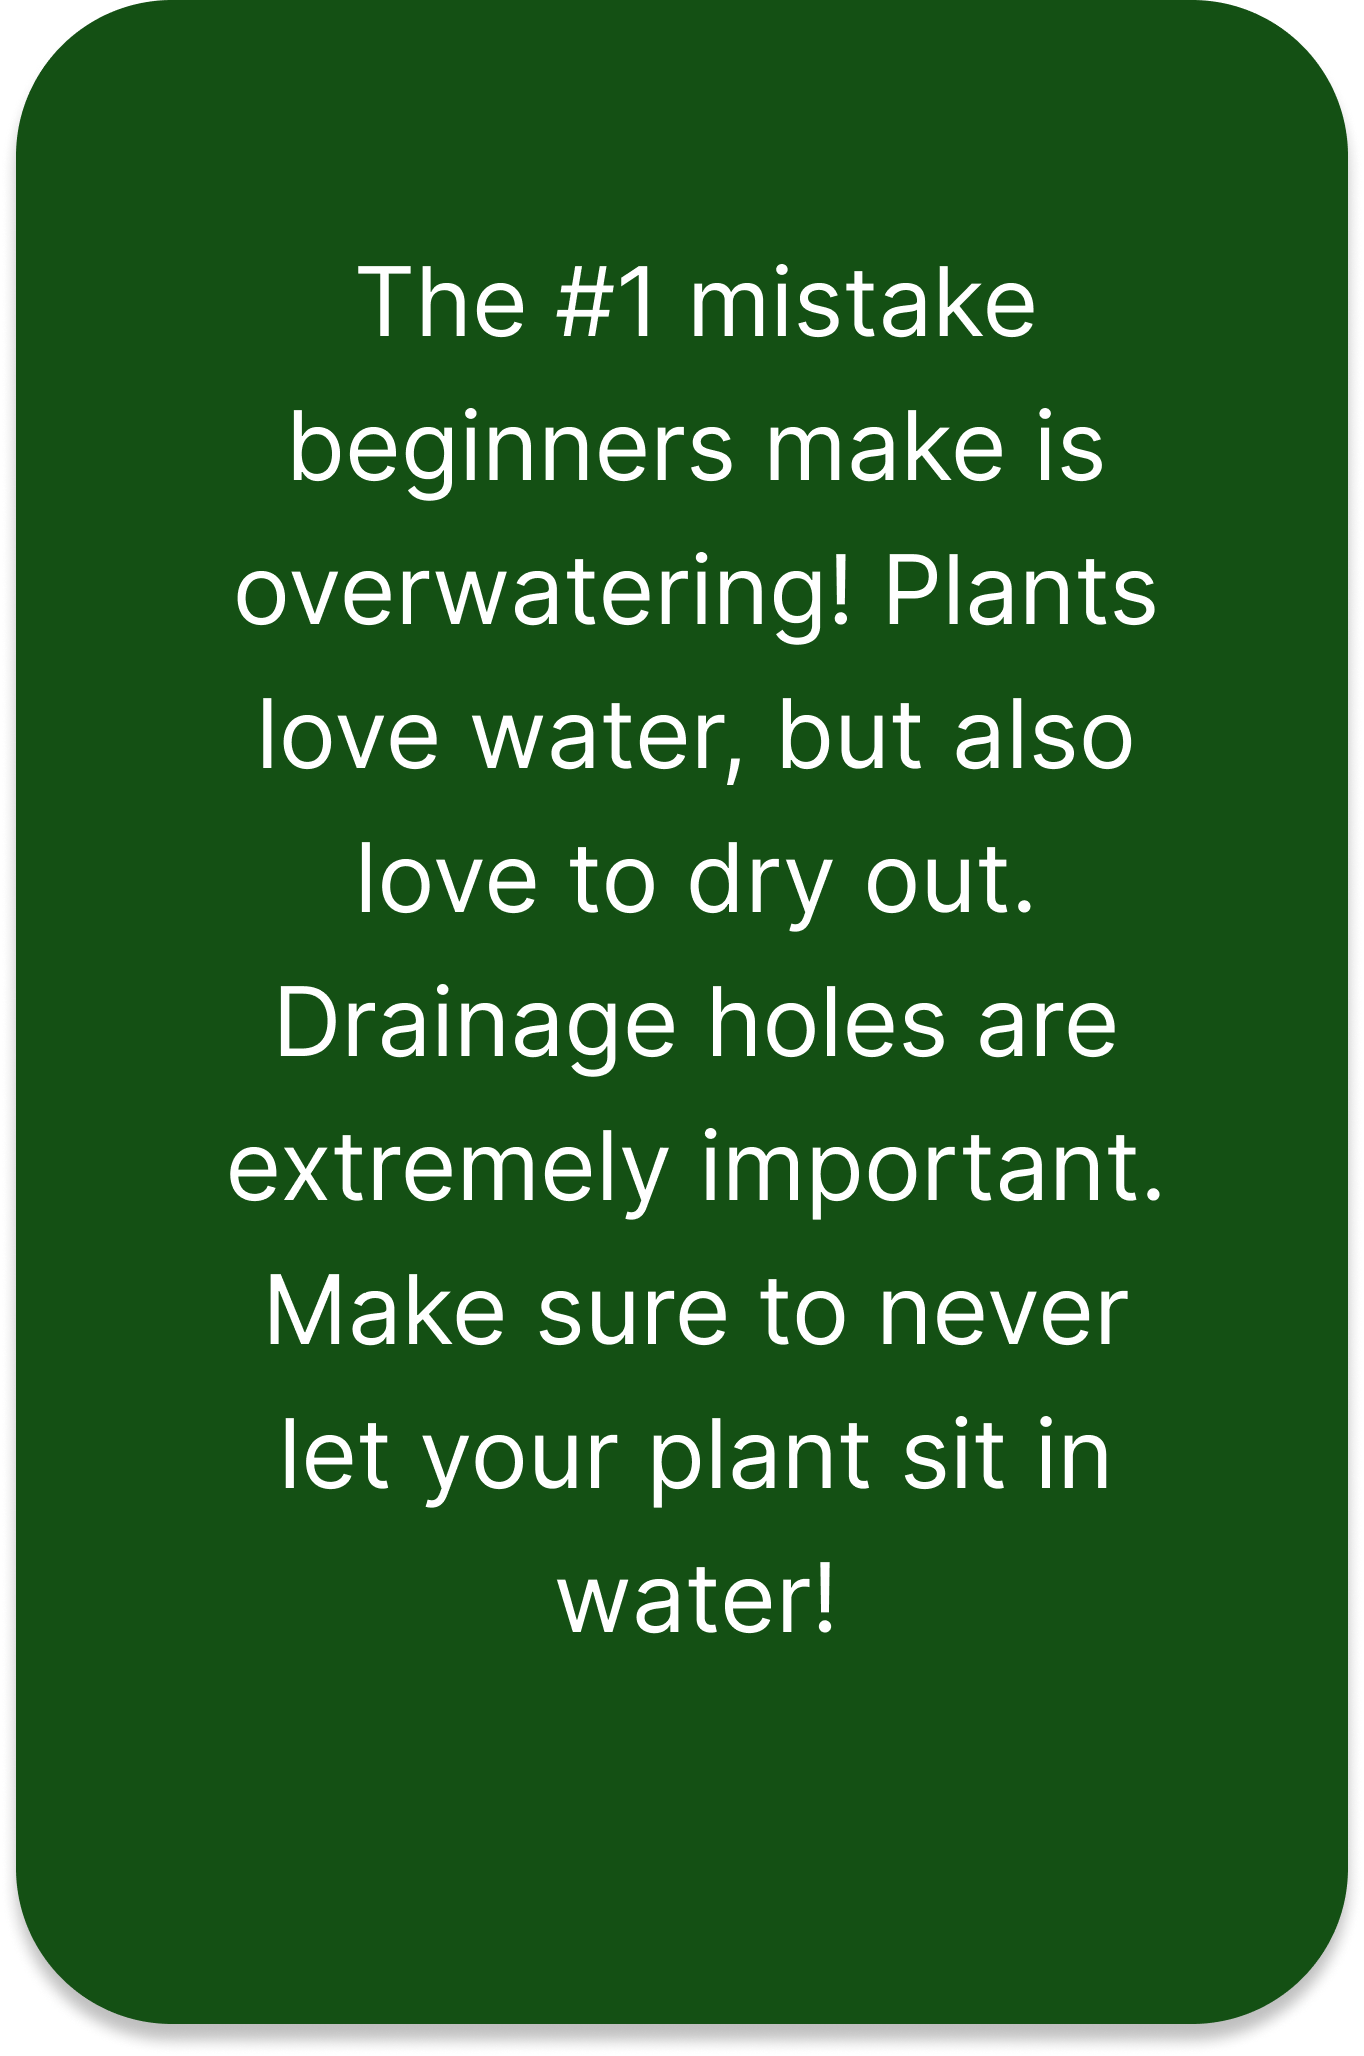 The #1 mistake
beginners make is
overwatering! Plants
love water, but also
love to dry out.
Drainage holes are
extremely important.
Make sure to never
let your plant sit in
water!